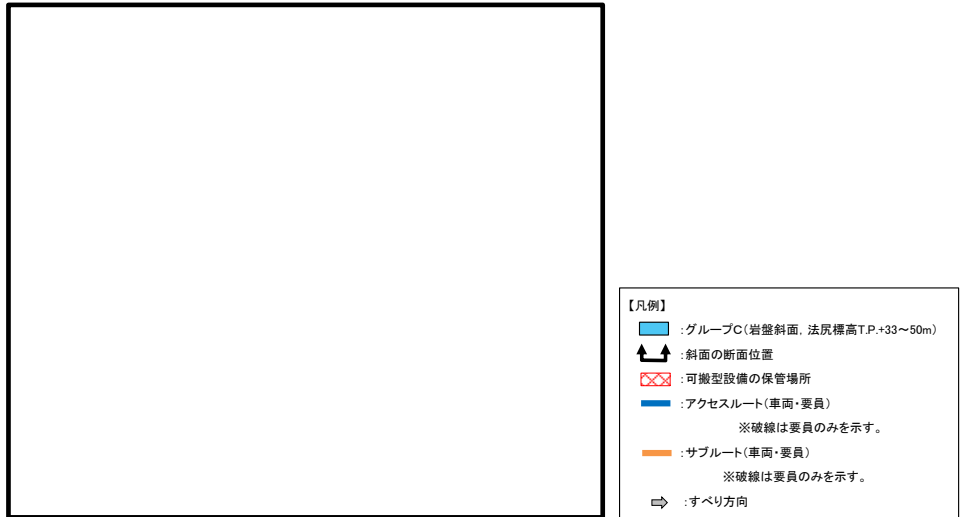 【凡例】
:グループC(岩盤斜面, 法尻標高T.P.+33～50m)
:斜面の断面位置
:可搬型設備の保管場所
:アクセスルート(車両・要員)
※破線は要員のみを示す。
:サブルート(車両・要員)
※破線は要員のみを示す。
:すべり方向